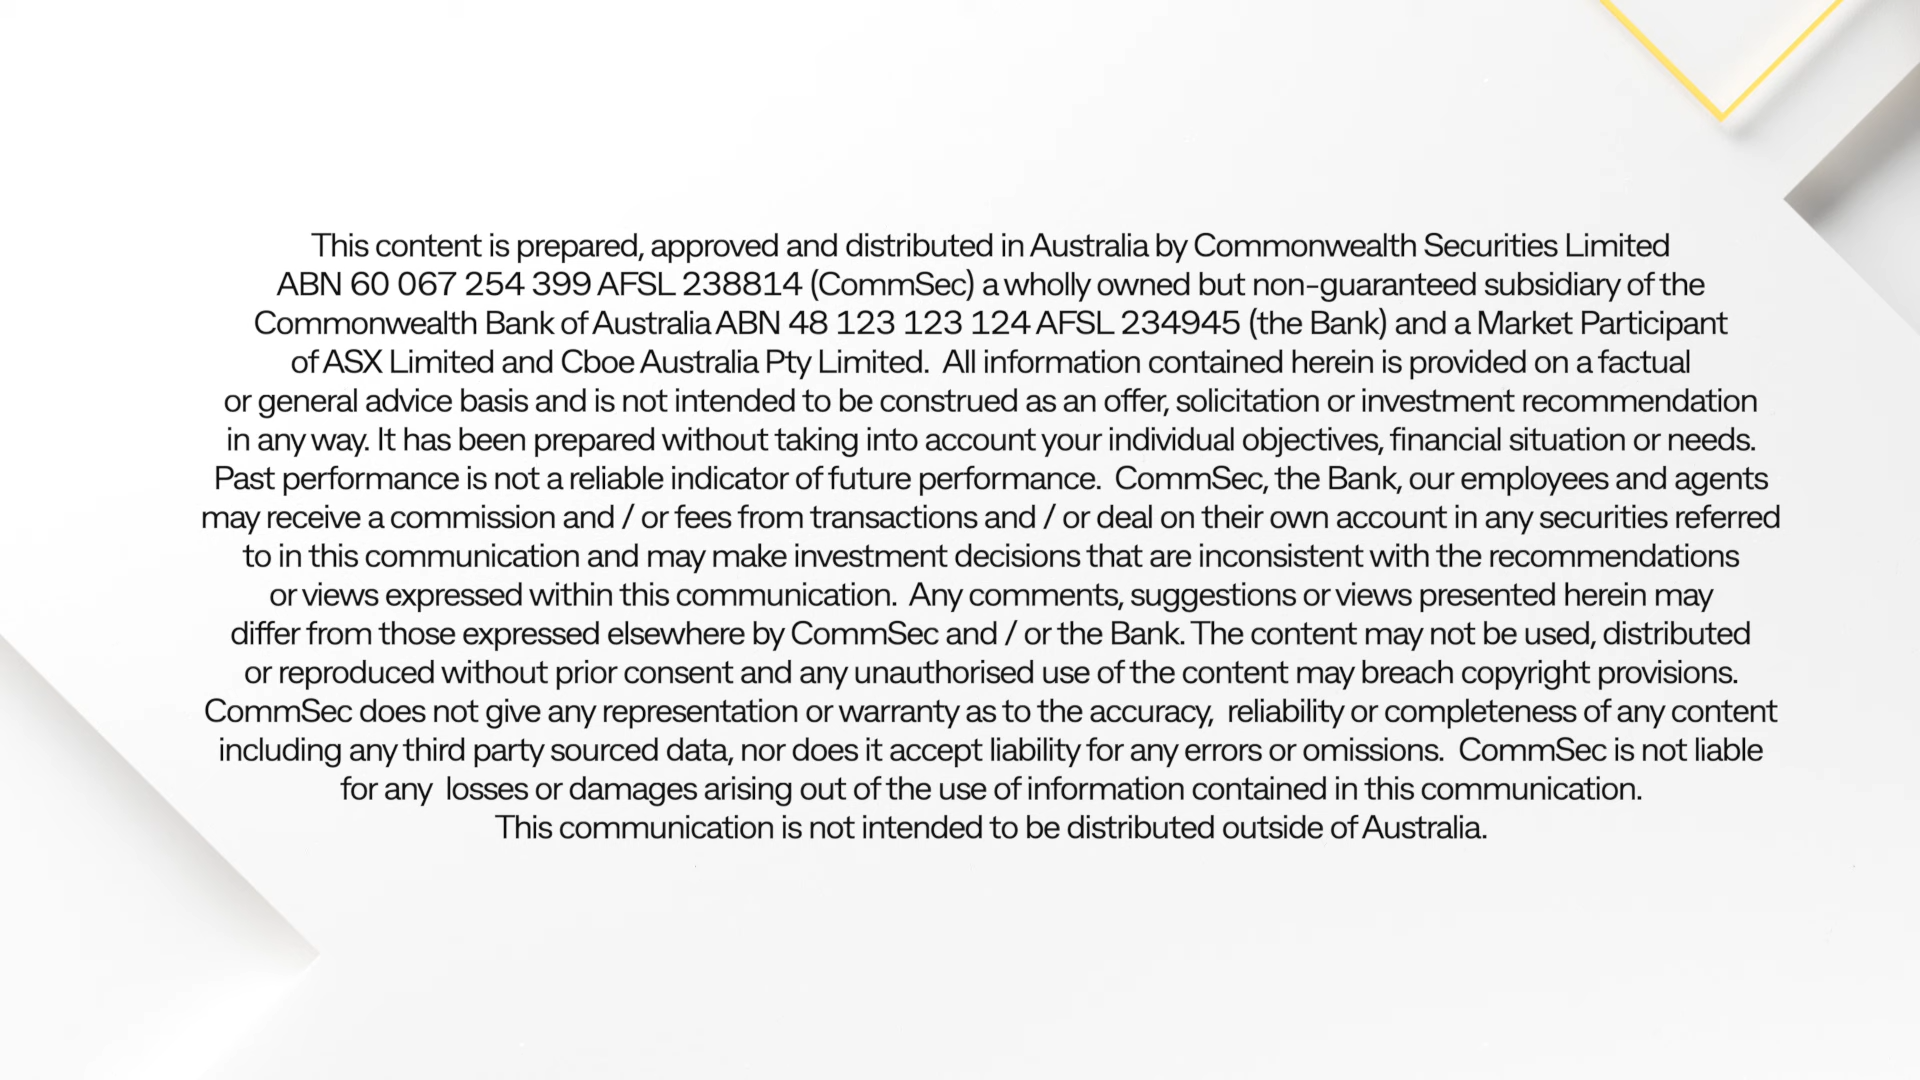 This content is prepared, approved and distributed in Australia by Commonwealth Securities Limited
ABN 60 067 254 399 AFSL 238814 (CommSec) a wholly owned but non-guaranteed subsidiary of the
Commonwealth Bank of Australia ABN 48 123 123 124 AFSL 234945 (the Bank) and a Market Participant
of ASX Limited and Cboe Australia Pty Limited.  All information contained herein is provided on a factual
or general advice basis and is not intended to be construed as an offer, solicitation or investment recommendation
in any way. It has been prepared without taking into account your individual objectives, financial situation or needs.
Past performance is not a reliable indicator of future performance.  CommSec, the Bank, our employees and agents
may receive a commission and / or fees from transactions and / or deal on their own account in any securities referred
to in this communication and may make investment decisions that are inconsistent with the recommendations
or views expressed within this communication.  Any comments, suggestions or views presented herein may
differ from those expressed elsewhere by CommSec and / or the Bank. The content may not be used, distributed
or reproduced without prior consent and any unauthorised use of the content may breach copyright provisions.
CommSec does not give any representation or warranty as to the accuracy,  reliability or completeness of any content
including any third party sourced data, nor does it accept liability for any errors or omissions.  CommSec is not liable
for any  losses or damages arising out of the use of information contained in this communication.
This communication is not intended to be distributed outside of Australia.